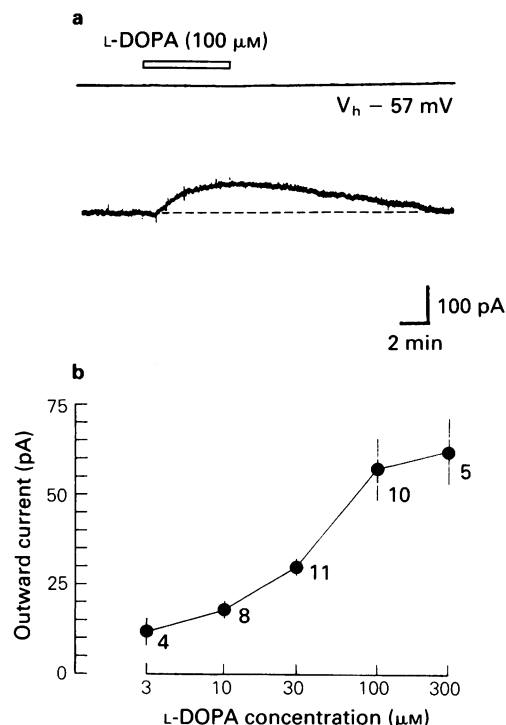 a
L-DOPA (100 μM)
Vh – 57 mV
100 pA
2 min
b
Outward current (pA)
75
50
25
0
4
8
11
10
5
3 10 30 100 300
L-DOPA concentration (μM)